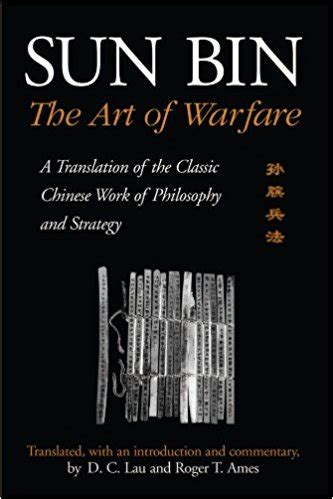 SUN BIN
The Art of Warfare
A Translation of the Classic
Chinese Work of Philosophy
and Strategy
孙膑兵法
Translated, with an introduction and commentary,
by D. C. Lau and Roger T. Ames